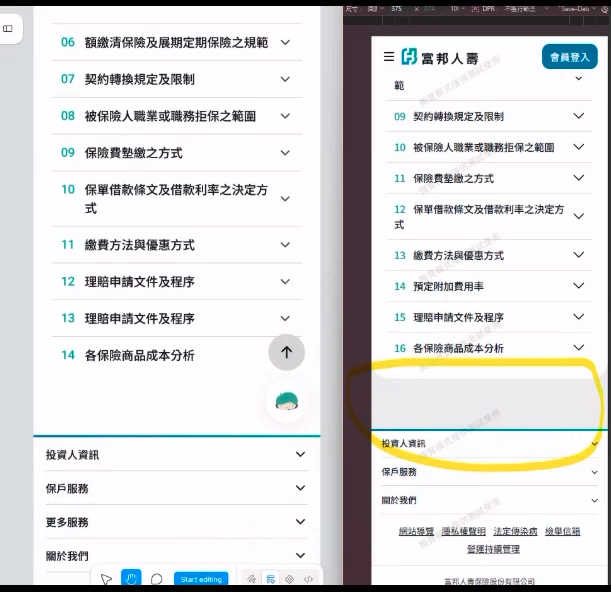 06 額繳清保險及展期定期保險之規範
07 契約轉換規定及限制
08 被保險人職業或職務拒保之範圍
09 保險費墊繳之方式
10 保單借款條文及借款利率之決定方
式
11 繳費方法與優惠方式
12 理賠申請文件及程序
13 理賠申請文件及程序
14 各保險商品成本分析
投資人資訊
保戶服務
更多服務
關於我們
Start editing
375 ×
DPR:
富邦人壽
會員登入
範
09 契約轉換規定及限制
10 被保險人職業或職務拒保之範圍
11 保險費墊繳之方式
12 保單借款條文及借款利率之決定方
式
13 繳費方法與優惠方式
14 預定附加費用率
15 理賠申請文件及程序
16 各保險商品成本分析
投資人資訊
保戶服務
關於我們
網站導覽 隱私權聲明 法定傳染病 檢舉信箱
營運持續管理
富邦人壽保險股份有限公司